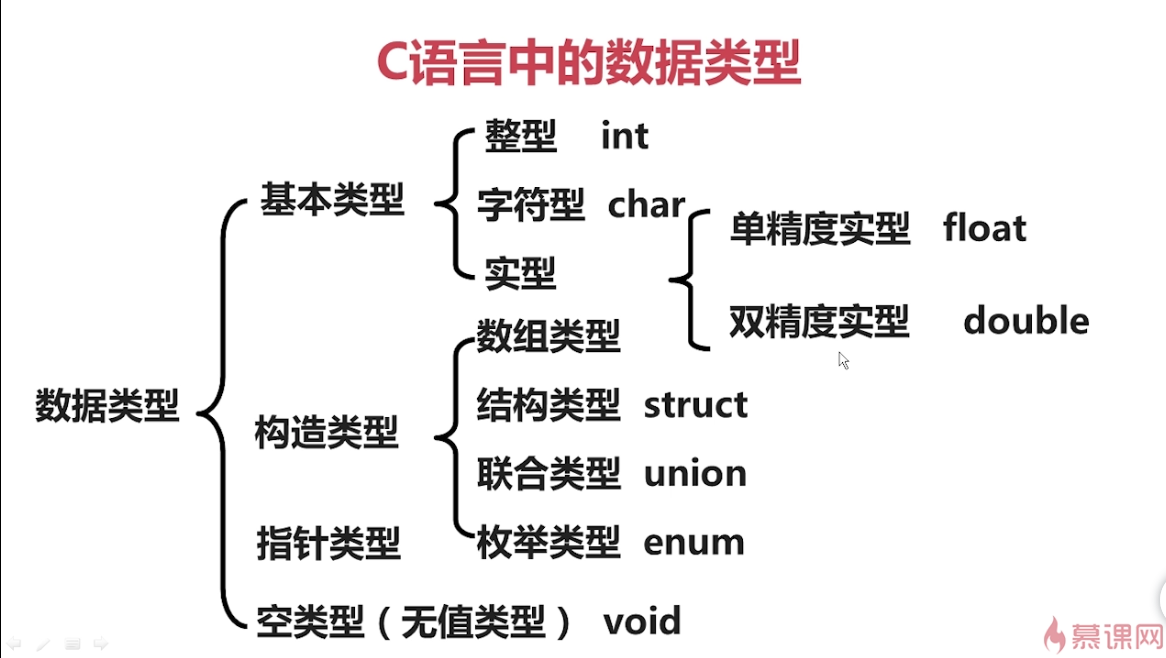 C语言中的数据类型
整型 int
基本类型
字符型 char
单精度实型 float
实型
双精度实型 double
数组类型
数据类型
结构类型 struct
构造类型
联合类型 union
指针类型
枚举类型 enum
空类型（无值类型） void
慕课网